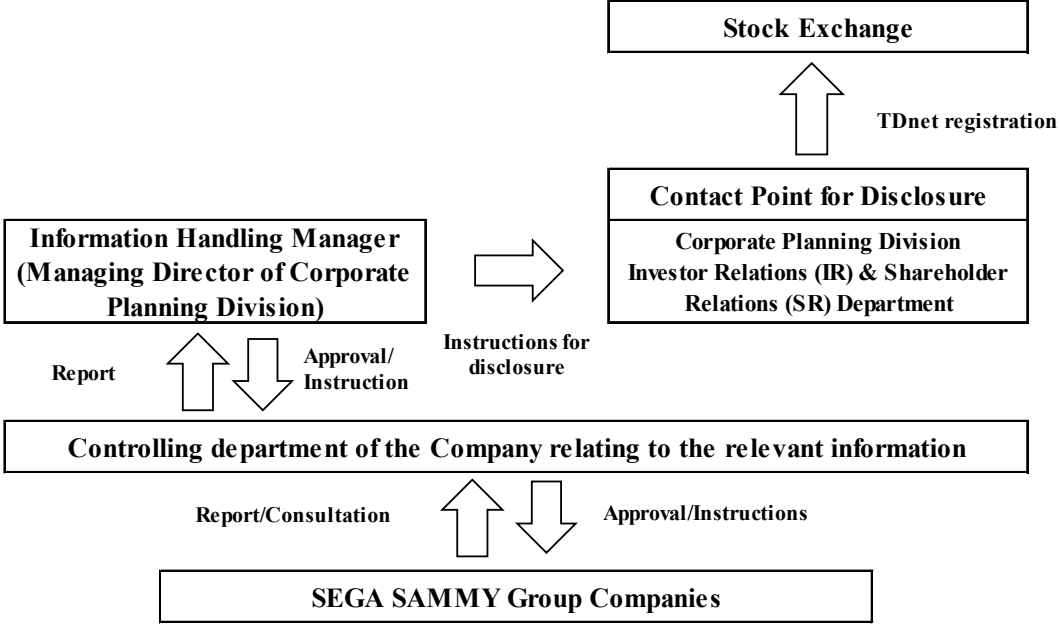 Stock Exchange
TDnet registration
Contact Point for Disclosure
Corporate Planning Division
Investor Relations (IR) & Shareholder
Relations (SR) Department
Information Handling Manager
(Managing Director of Corporate
Planning Division)
Instructions for
disclosure
Report
Approval/
Instruction
Controlling department of the Company relating to the relevant information
Report/Consultation
Approval/Instructions
SEGA SAMMY Group Companies